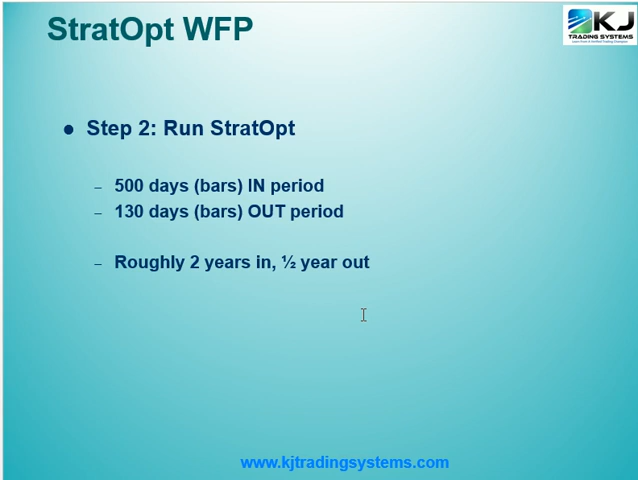 StratOpt WFP
KJ
TRADING SYSTEMS
Step 2: Run StratOpt
– 500 days (bars) IN period
– 130 days (bars) OUT period
– Roughly 2 years in, ½ year out
www.kjtradingsystems.com